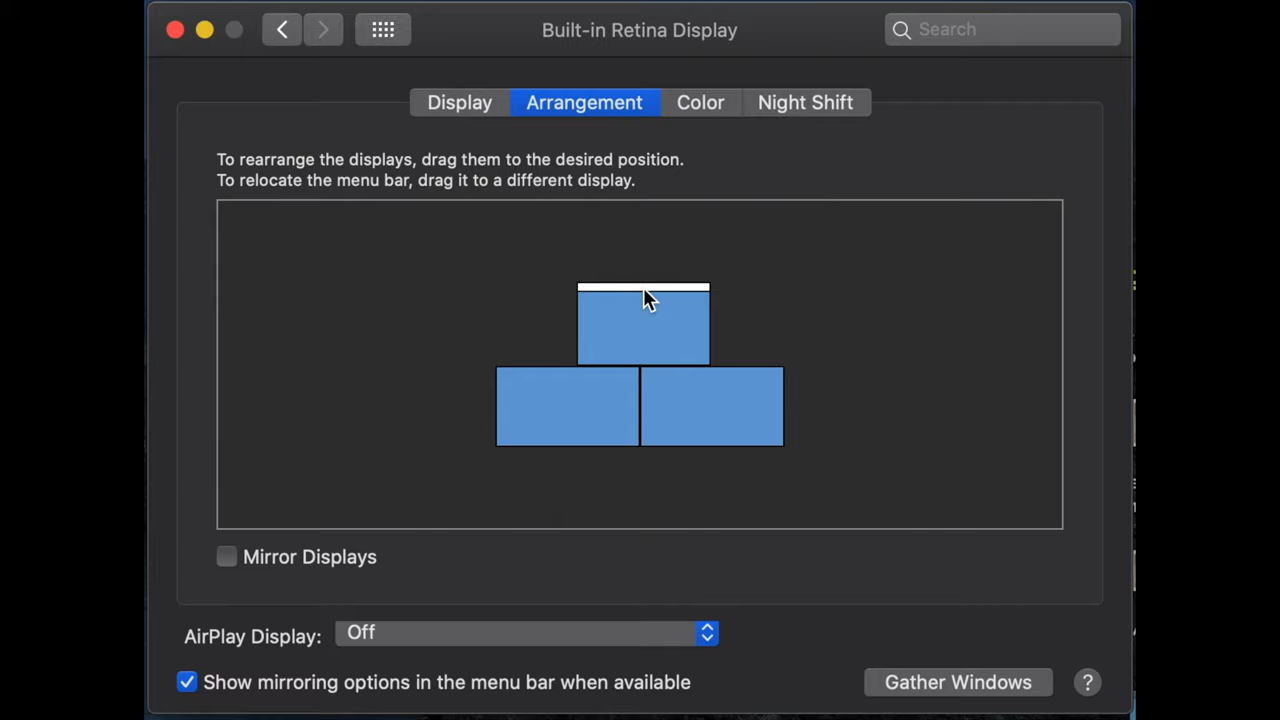 Built-in Retina Display
Search
Display
Arrangement
Color
Night Shift
To rearrange the displays, drag them to the desired position.
To relocate the menu bar, drag it to a different display.
Mirror Displays
AirPlay Display:
Off
Show mirroring options in the menu bar when available
Gather Windows
?